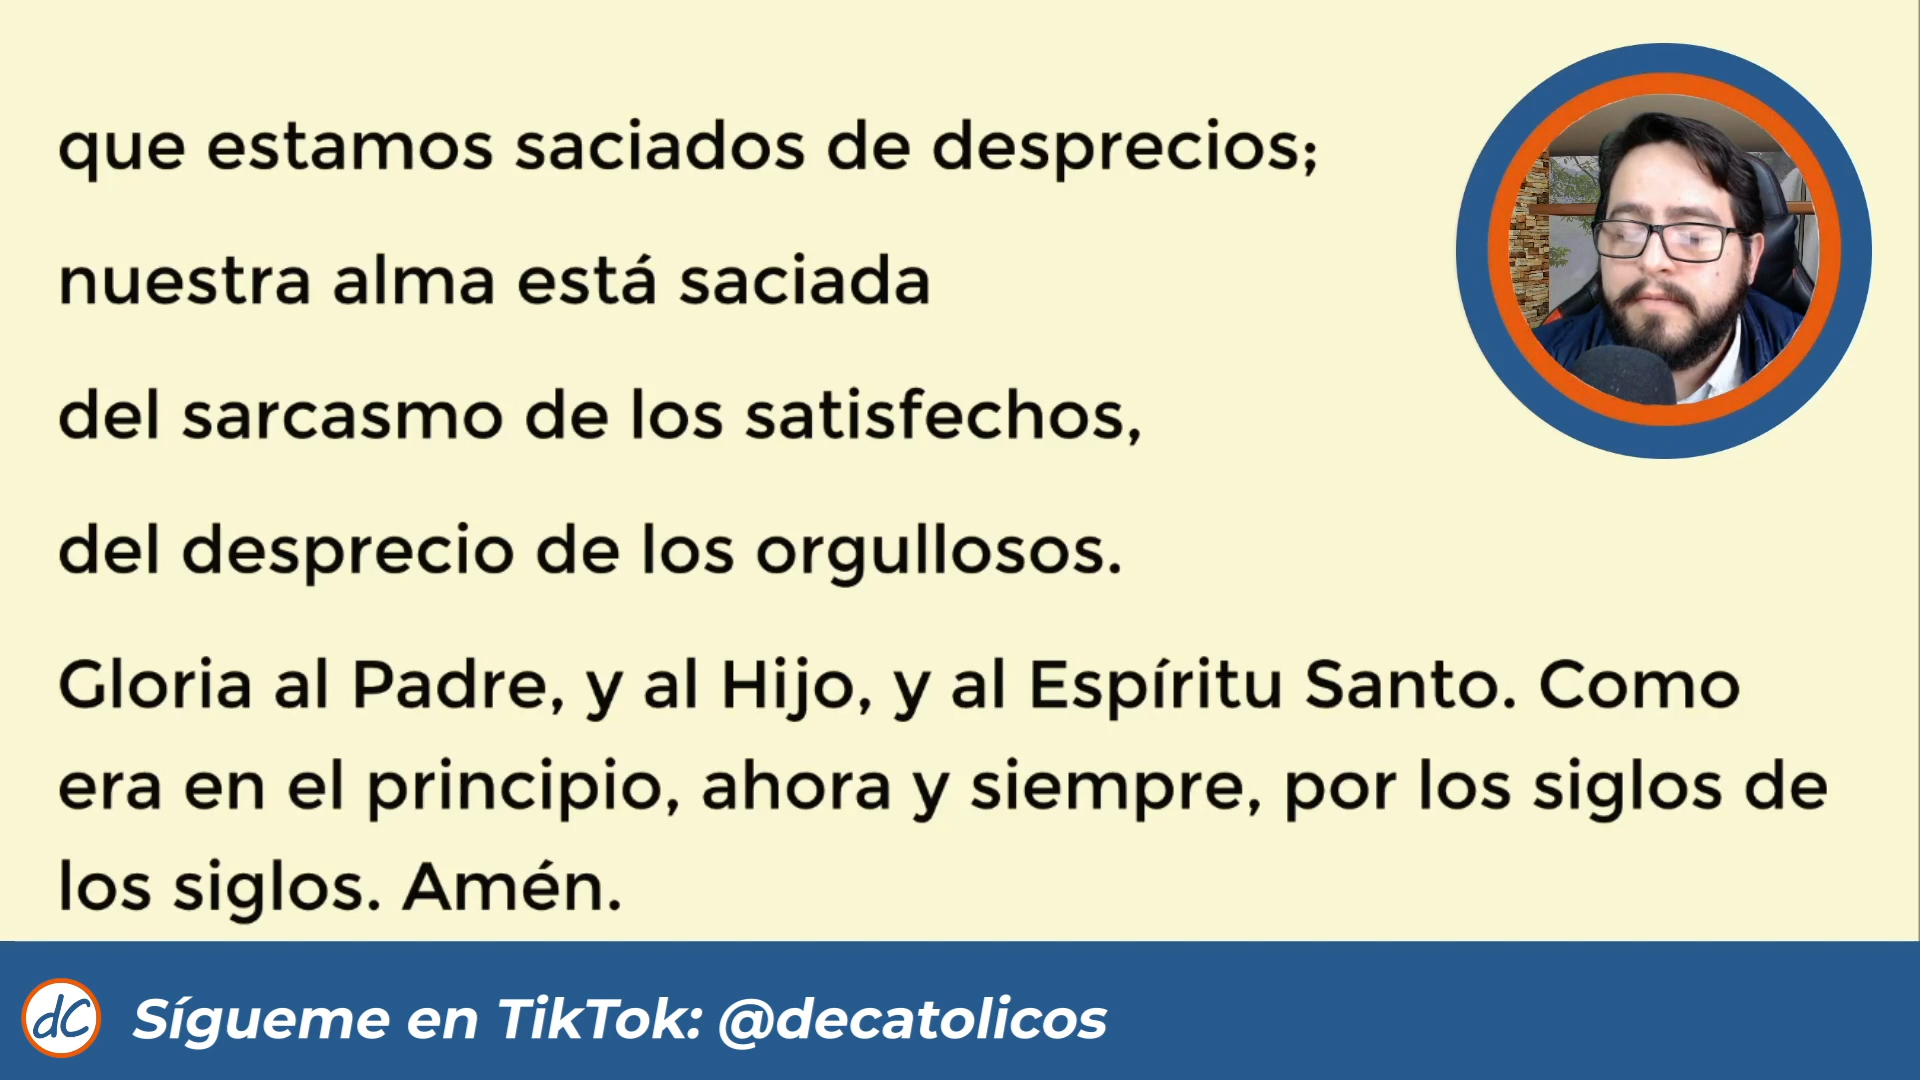 que estamos saciados de desprecios;
nuestra alma está saciada
del sarcasmo de los satisfechos,
del desprecio de los orgullosos.
Gloria al Padre, y al Hijo, y al Espíritu Santo. Como
era en el principio, ahora y siempre, por los siglos de
los siglos. Amén.
dC Sígueme en TikTok: @decatolicos